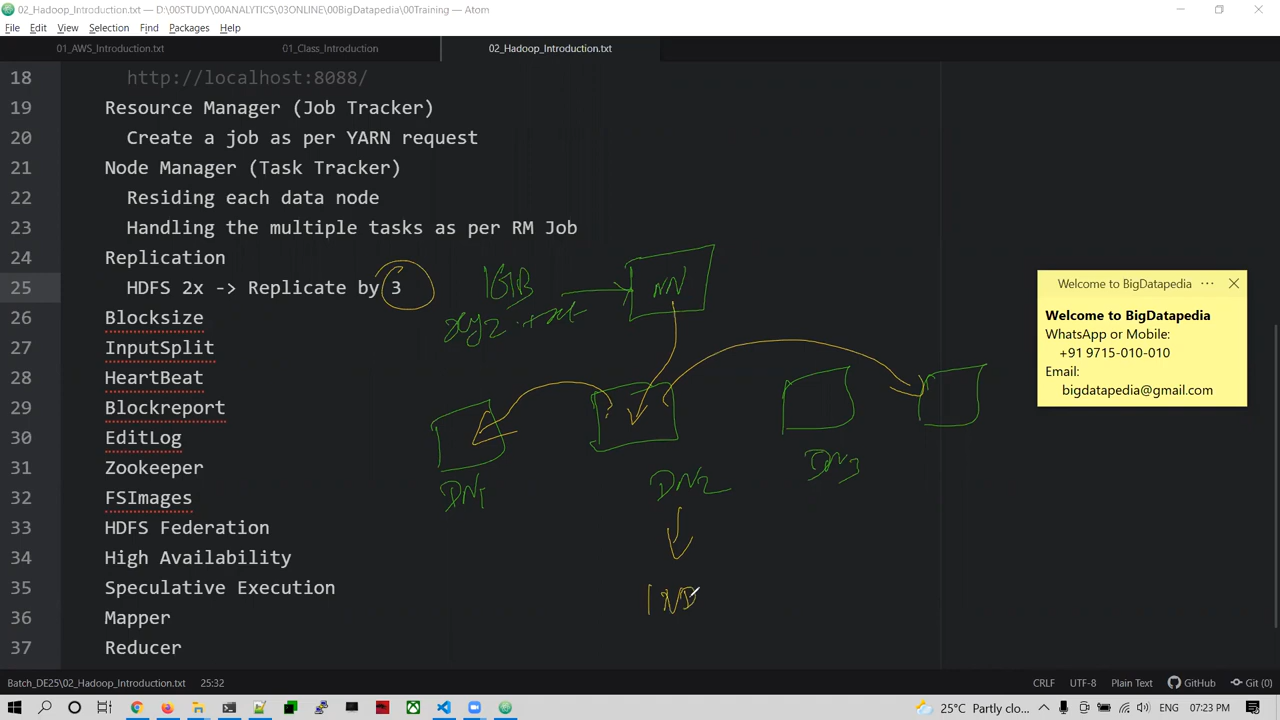 02_Hadoop_Introduction.txt — D:\00STUDY\00ANALYTICS\03ONLINE\00BigDatapedia\00Training — Atom
File Edit View Selection Find Packages Help
01_AWS_Introduction.txt 01_Class_Introduction 02_Hadoop_Introduction.txt
18 http://localhost:8088/
19 Resource Manager (Job Tracker)
20 Create a job as per YARN request
21 Node Manager (Task Tracker)
22 Residing each data node
23 Handling the multiple tasks as per RM Job
24 Replication
25 HDFS 2x -> Replicate by 3
26 Blocksize
27 InputSplit
28 HeartBeat
29 Blockreport
30 EditLog
31 Zookeeper
32 FSImages
33 HDFS Federation
34 High Availability
35 Speculative Execution
36 Mapper
37 Reducer
1GB
xyz.txt
NN
DN1
DN2
DN3
IND
Welcome to BigDatapedia ···
Welcome to BigDatapedia
WhatsApp or Mobile:
+91 9715-010-010
Email:
bigdatapedia@gmail.com
Batch_DE25\02_Hadoop_Introduction.txt 25:32 CRLF UTF-8 Plain Text GitHub Git (0)
25°C Partly clo... 07:23 PM